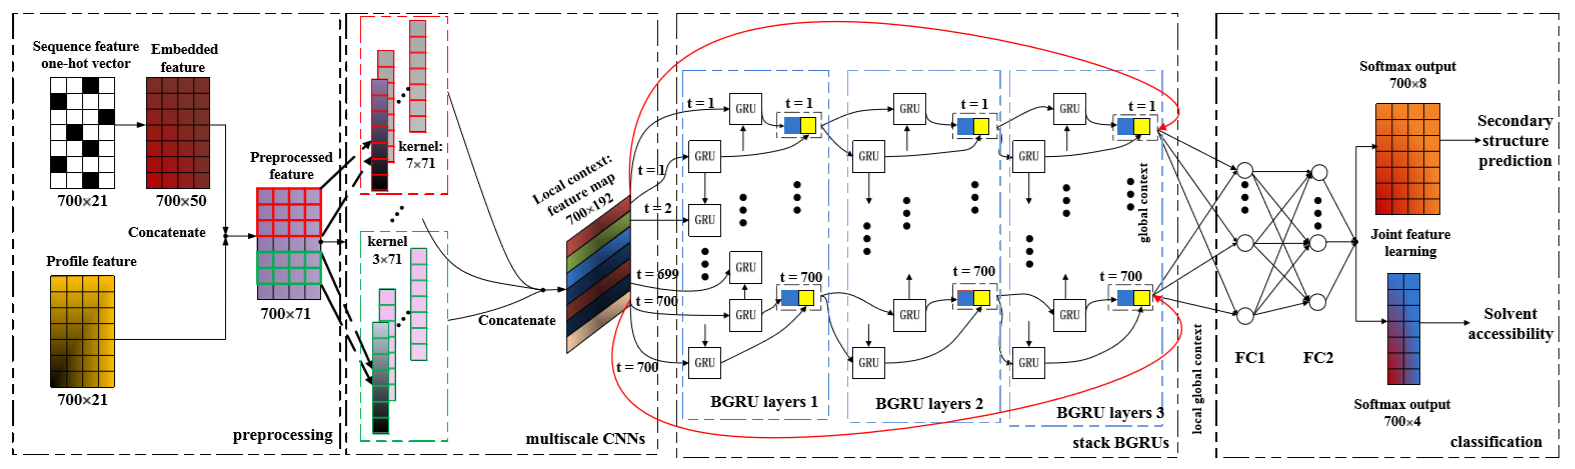 Sequence feature
one-hot vector
700×21
Embedded
feature
700×50
Concatenate
Profile feature
700×21
Preprocessed
feature
700×71
preprocessing
kernel:
7×71
kernel
3×71
Concatenate
Local context:
feature map
700×192
multiscale CNNs
t = 1
t = 1
t = 2
t = 699
t = 700
t = 700
GRU
GRU
GRU
GRU
GRU
GRU
t = 1
t = 700
BGRU layers 1
GRU
GRU
GRU
GRU
t = 1
t = 700
BGRU layers 2
GRU
GRU
GRU
GRU
t = 1
t = 700
global context
BGRU layers 3
stack BGRUs
local global context
FC1
FC2
Softmax output
700×8
Secondary
structure
prediction
Joint feature
learning
Solvent
accessibility
Softmax output
700×4
classification